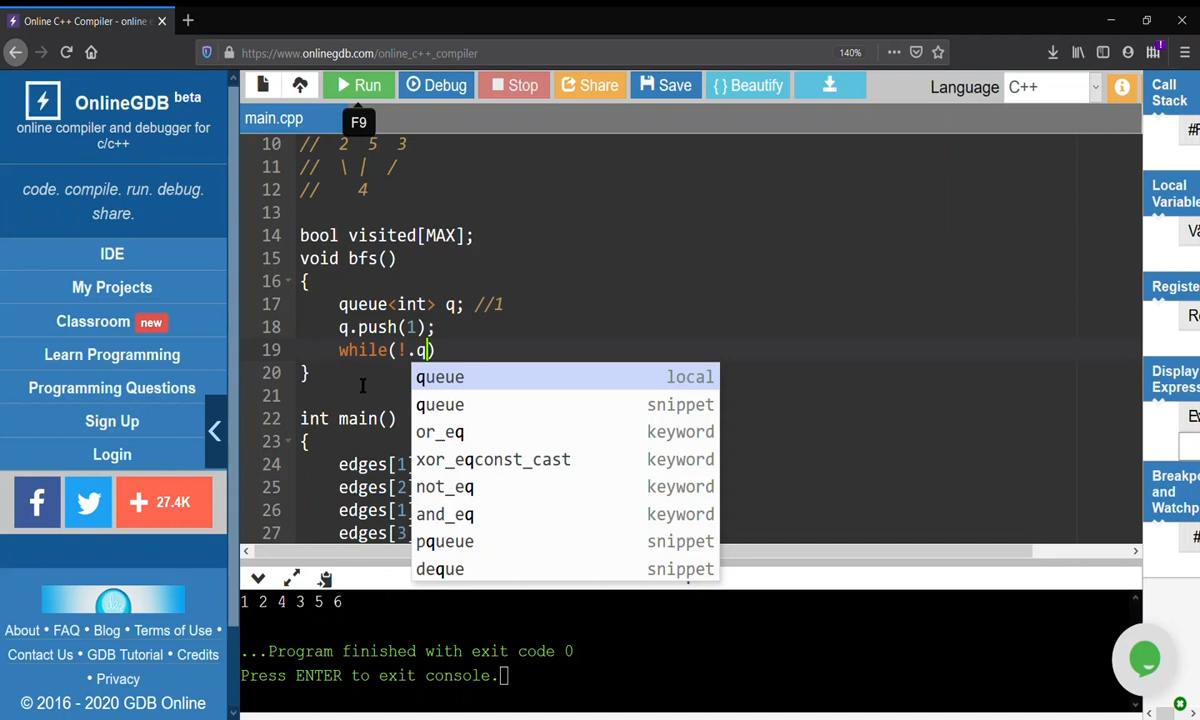 Online C++ Compiler - online
https://www.onlinegdb.com/online_c++_compiler
140%
OnlineGDB beta
online compiler and debugger for
c/c++
code. compile. run. debug.
share.
IDE
My Projects
Classroom new
Learn Programming
Programming Questions
Sign Up
Login
f
+ 27.4K
About • FAQ • Blog • Terms of Use •
Contact Us • GDB Tutorial • Credits
• Privacy
© 2016 - 2020 GDB Online
Run
Debug
Stop
Share
Save
{ } Beautify
Language C++
main.cpp
F9
10 // 2 5 3
11 // \ | /
12 // 4
13
14 bool visited[MAX];
15 void bfs()
16 {
17 queue<int> q; //1
18 q.push(1);
19 while(!.q)
20 }
21
22 int main()
23 {
24 edges[1]
25 edges[2]
26 edges[1]
27 edges[3]
queue local
queue snippet
or_eq keyword
xor_eqconst_cast keyword
not_eq keyword
and_eq keyword
pqueue snippet
deque snippet
1 2 4 3 5 6
...Program finished with exit code 0
Press ENTER to exit console.
Call
Stack
Local
Variable
Registe
Display
Expres
Breakpo
and
Watchp